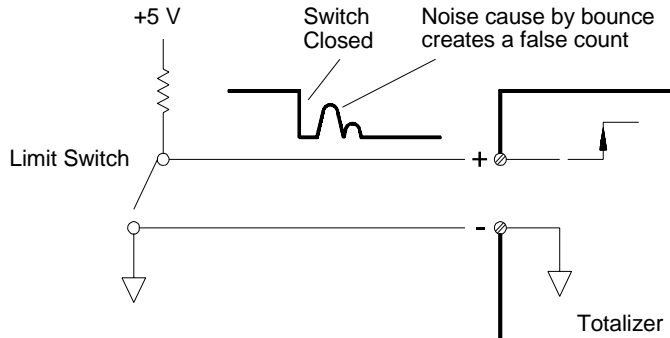 +5 V
Switch
Closed
Noise cause by bounce
creates a false count
Limit Switch
+
-
Totalizer